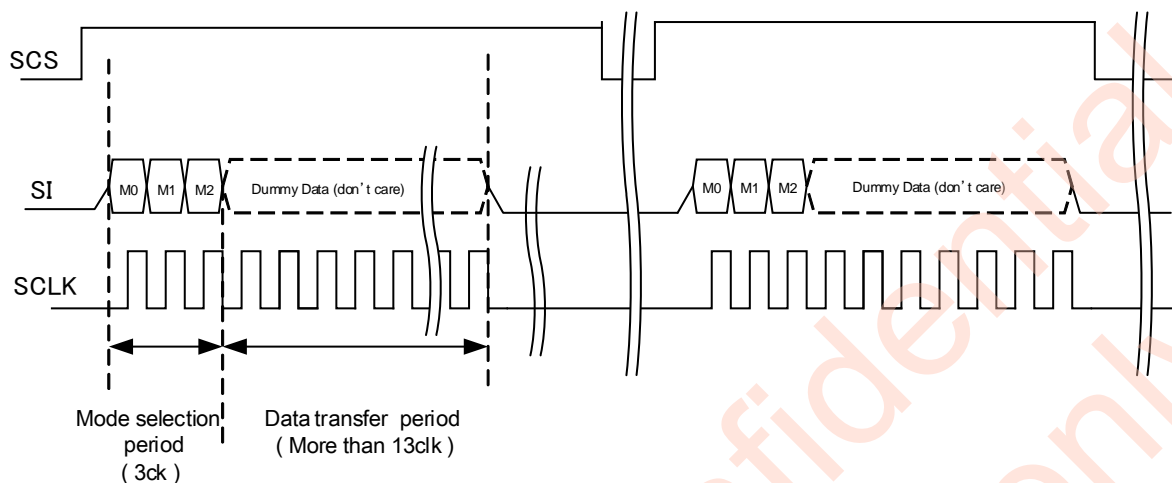 SCS
SI
M0 M1 M2 Dummy Data (don't care)
M0 M1 M2 Dummy Data (don't care)
SCLK
Mode selection
period
( 3ck )
Data transfer period
( More than 13clk )